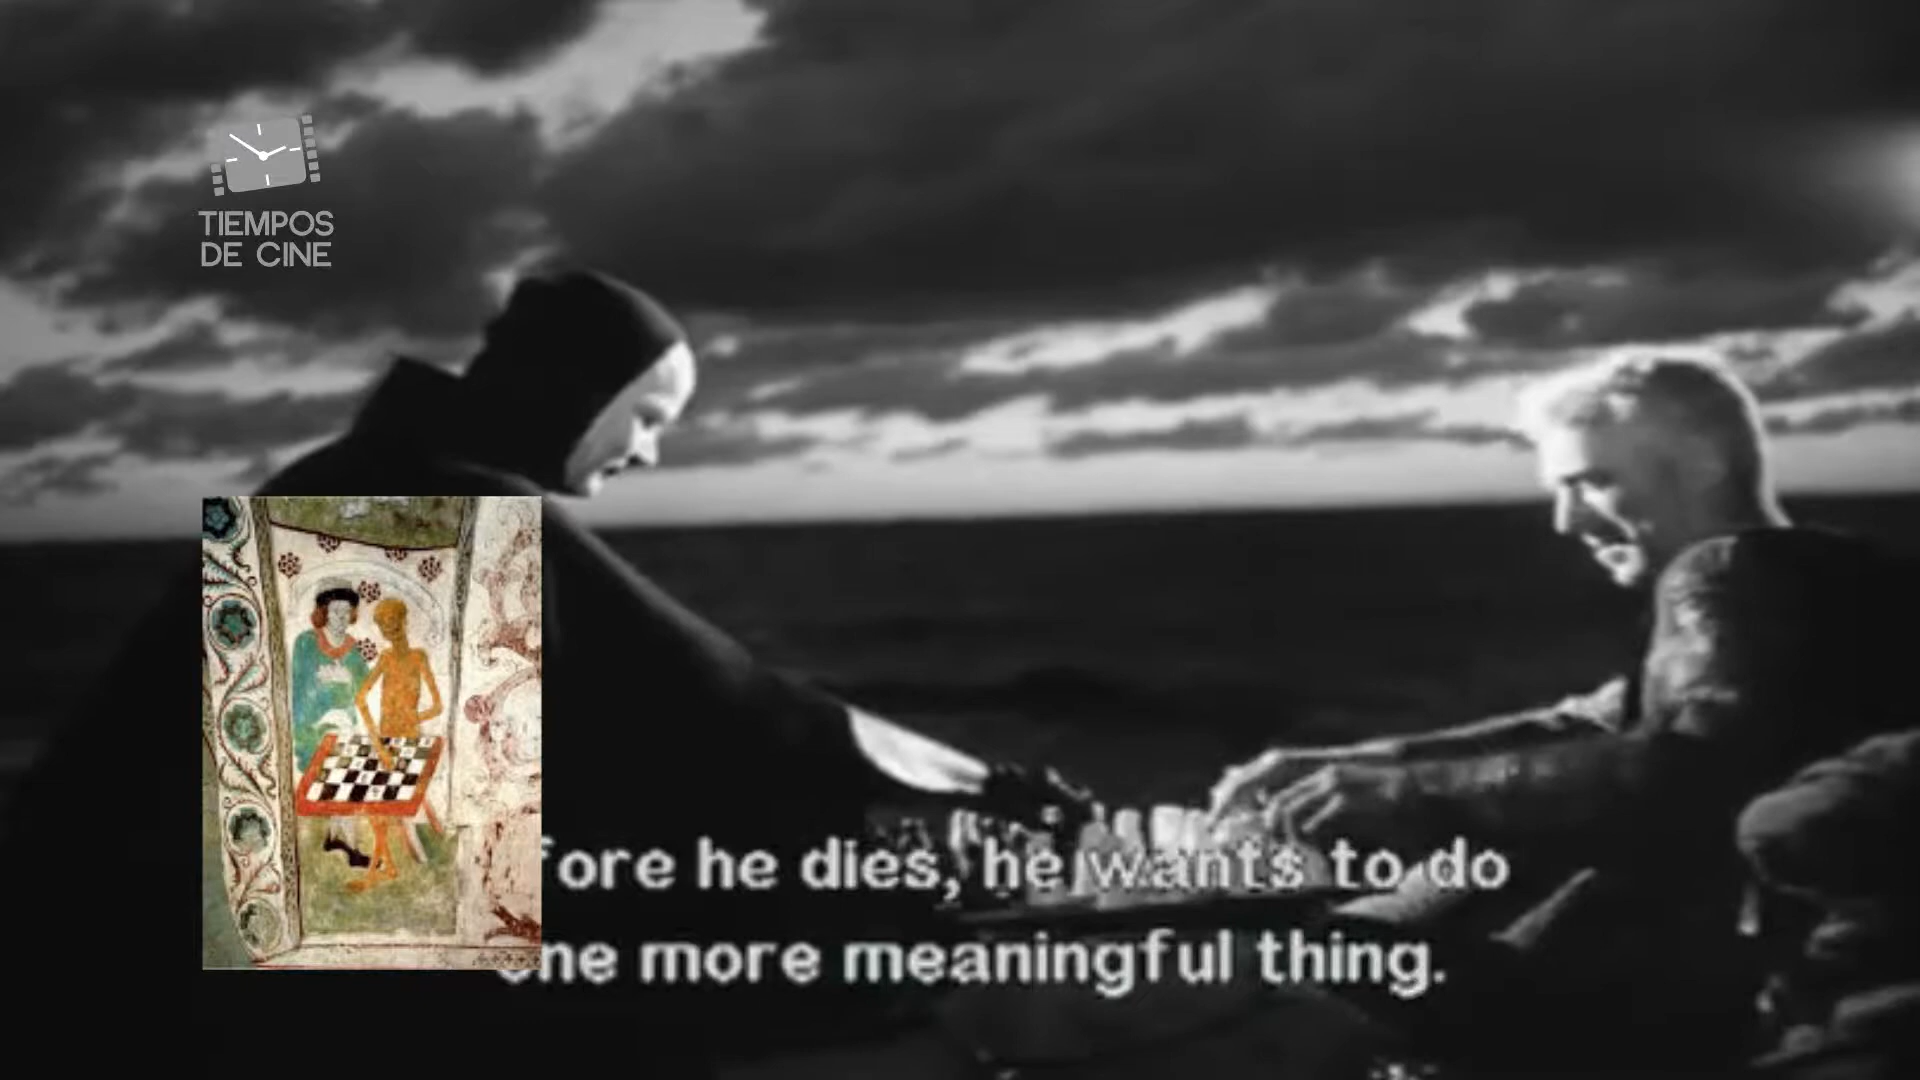 TIEMPOS
DE CINE
fore he dies, he wants to do
one more meaningful thing.